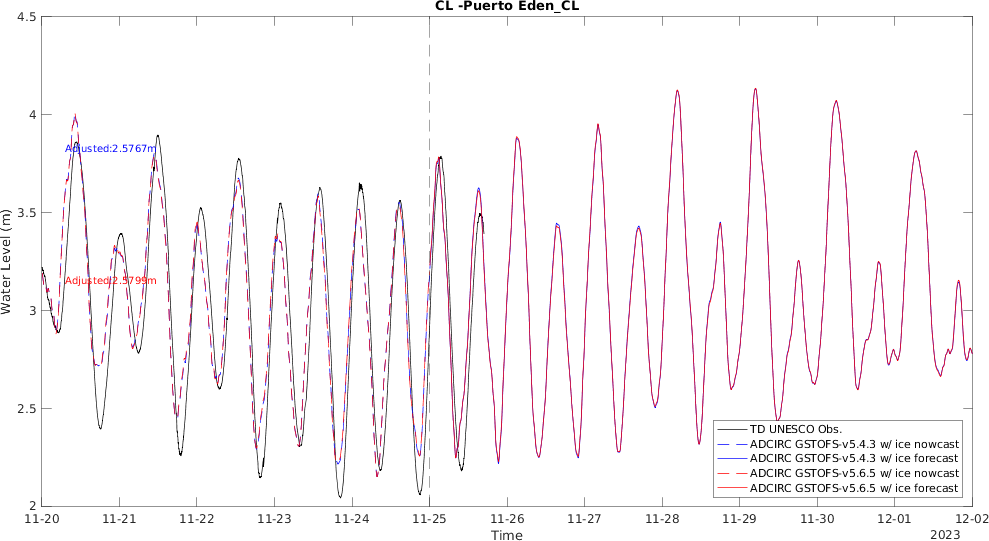 CL -Puerto Eden_CL
4.5
4
3.5
3
2.5
2
Water Level (m)
Adjusted:2.5767m
Adjusted:2.5799m
TD UNESCO Obs.
ADCIRC GSTOFS-v5.4.3 w/ ice nowcast
ADCIRC GSTOFS-v5.4.3 w/ ice forecast
ADCIRC GSTOFS-v5.6.5 w/ ice nowcast
ADCIRC GSTOFS-v5.6.5 w/ ice forecast
11-20 11-21 11-22 11-23 11-24 11-25 11-26 11-27 11-28 11-29 11-30 12-01 12-02
Time
2023